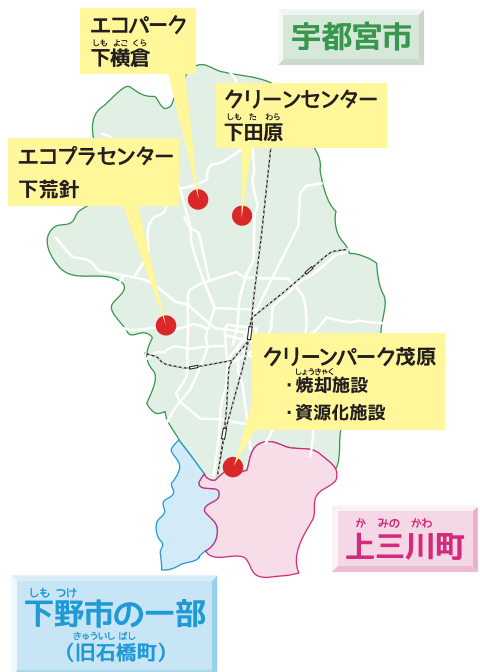 宇都宮市
エコパーク
しも よこ くら
下横倉
クリーンセンター
しも た わら
下田原
エコプラセンター
下荒針
クリーンパーク茂原
しょうきゃく
・焼却施設
・資源化施設
か みの かわ
上三川町
しも つけ
下野市の一部
きゅういし ばし
（旧石橋町）